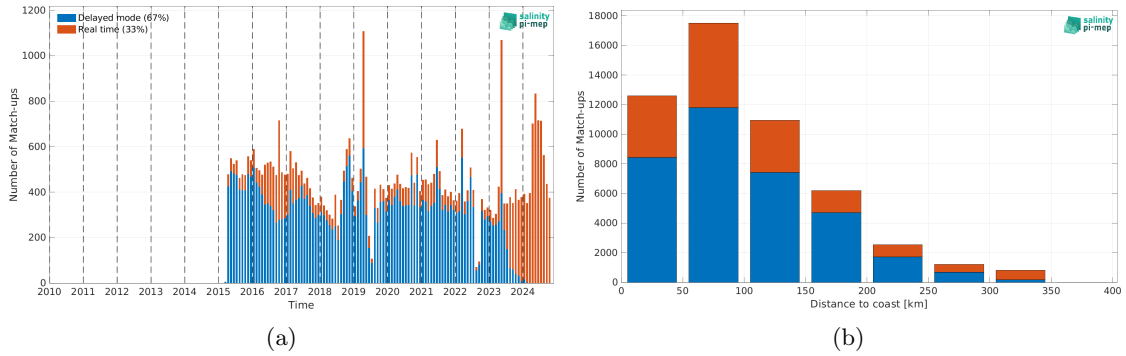 1200
1000
800
600
400
200
0
Number of Match-ups
Delayed mode (67%)
Real time (33%)
salinity
pi-mep
2010 2011 2012 2013 2014 2015 2016 2017 2018 2019 2020 2021 2022 2023 2024
Time
(a)
18000
16000
14000
12000
10000
8000
6000
4000
2000
0
Number of Match-ups
salinity
pi-mep
0 50 100 150 200 250 300 350 400
Distance to coast [km]
(b)